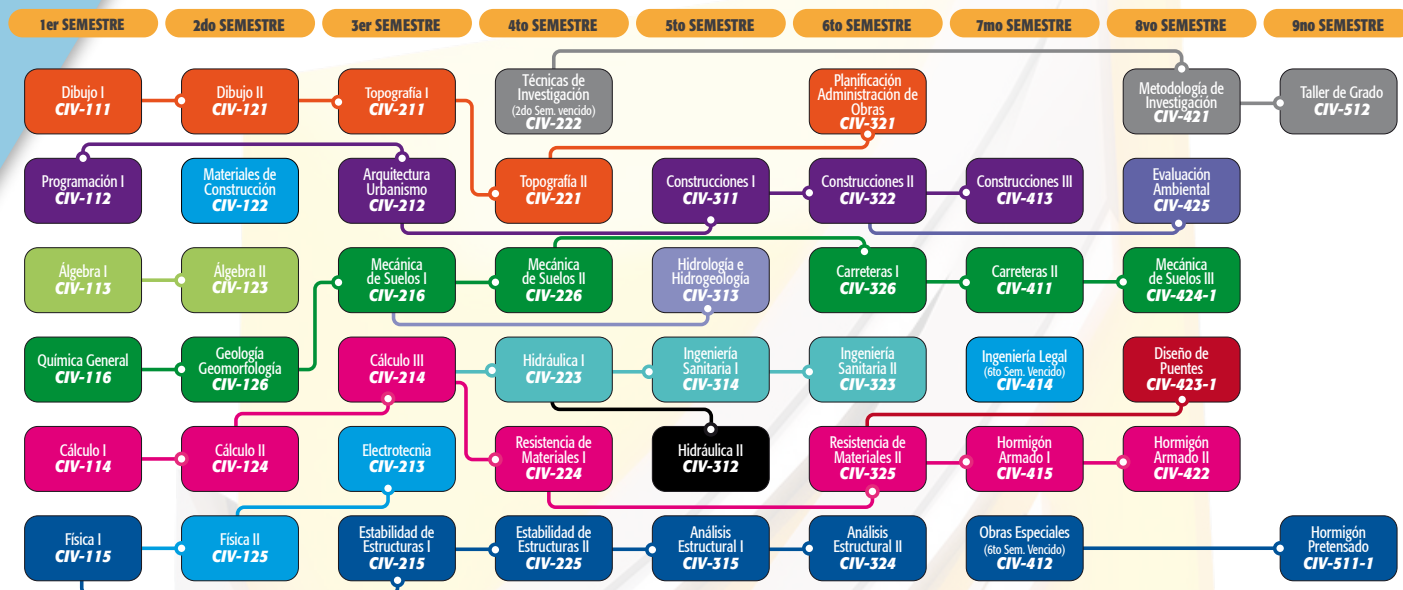 1er SEMESTRE
2do SEMESTRE
3er SEMESTRE
4to SEMESTRE
5to SEMESTRE
6to SEMESTRE
7mo SEMESTRE
8vo SEMESTRE
9no SEMESTRE
Dibujo I
CIV-111
Dibujo II
CIV-121
Topografía I
CIV-211
Técnicas de
Investigación
(2do Sem. vencido)
CIV-222
Planificación
Administración de
Obras
CIV-321
Metodología de
Investigación
CIV-421
Taller de Grado
CIV-512
Programación I
CIV-112
Materiales de
Construcción
CIV-122
Arquitectura
Urbanismo
CIV-212
Topografía II
CIV-221
Construcciones I
CIV-311
Construcciones II
CIV-322
Construcciones III
CIV-413
Evaluación
Ambiental
CIV-425
Álgebra I
CIV-113
Álgebra II
CIV-123
Mecánica
de Suelos I
CIV-216
Mecánica
de Suelos II
CIV-226
Hidrología e
Hidrogeología
CIV-313
Carreteras I
CIV-326
Carreteras II
CIV-411
Mecánica
de Suelos III
CIV-424-1
Química General
CIV-116
Geología
Geomorfología
CIV-126
Cálculo III
CIV-214
Hidráulica I
CIV-223
Ingeniería
Sanitaria I
CIV-314
Ingeniería
Sanitaria II
CIV-323
Ingeniería Legal
(6to Sem. Vencido)
CIV-414
Diseño de
Puentes
CIV-423-1
Cálculo I
CIV-114
Cálculo II
CIV-124
Electrotecnia
CIV-213
Resistencia de
Materiales I
CIV-224
Hidráulica II
CIV-312
Resistencia de
Materiales II
CIV-325
Hormigón
Armado I
CIV-415
Hormigón
Armado II
CIV-422
Física I
CIV-115
Física II
CIV-125
Estabilidad de
Estructuras I
CIV-215
Estabilidad de
Estructuras II
CIV-225
Análisis
Estructural I
CIV-315
Análisis
Estructural II
CIV-324
Obras Especiales
(6to Sem. Vencido)
CIV-412
Hormigón
Pretensado
CIV-511-1